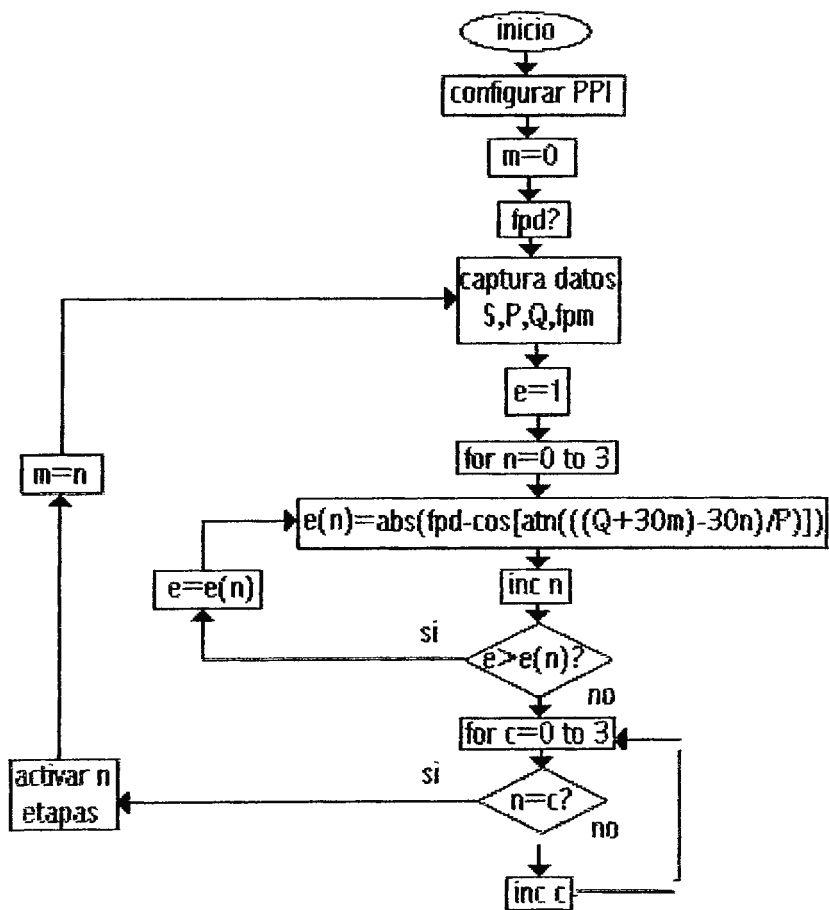 inicio
configurar PPI
m=0
fpd?
captura datos
S,P,Q,fpm
e=1
for n=0 to 3
m=n
e(n)=abs(fpd-cos[atn(((Q+30m)-30n)/P)])
e=e(n)
inc n
si
e>e(n)?
no
for c=0 to 3
activar n
etapas
si
n=c?
no
inc c